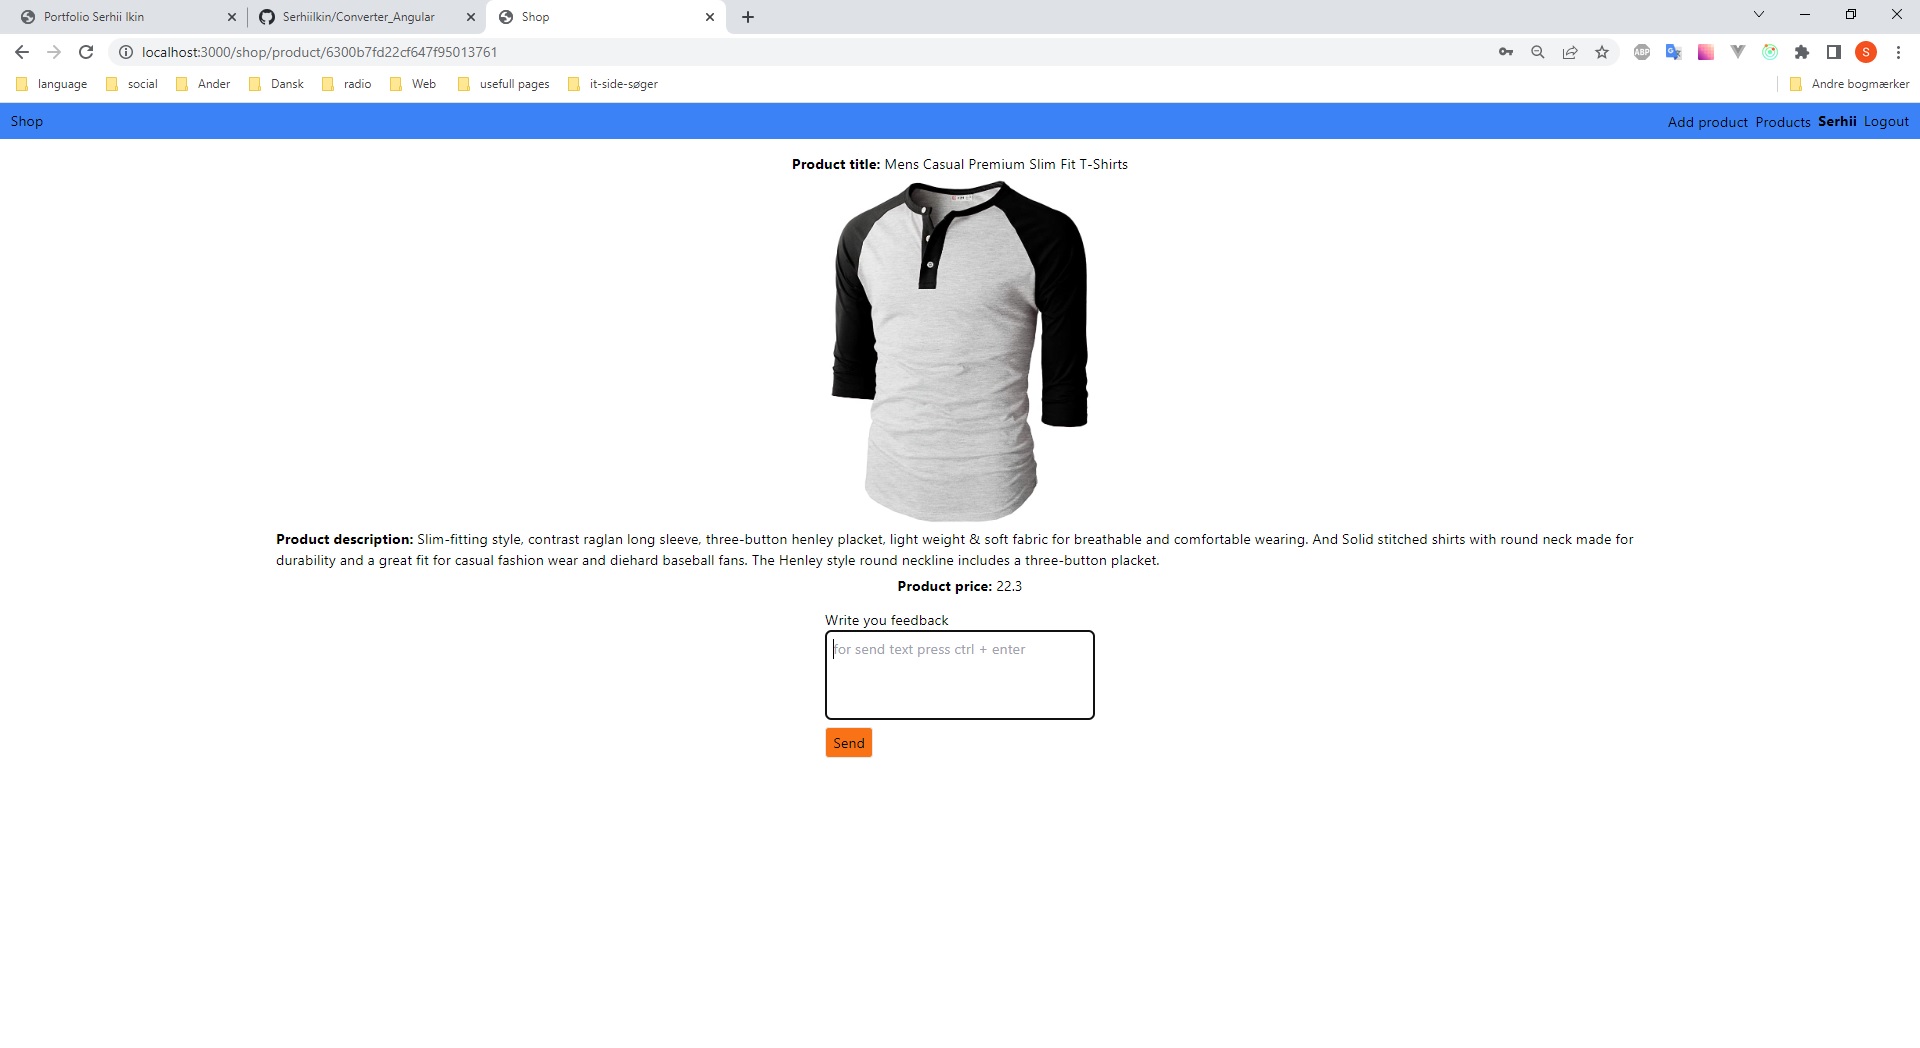 Portfolio Serhii Ikin
SerhiiIkin/Converter_Angular
Shop
localhost:3000/shop/product/6300b7fd22cf647f95013761
ABP
S
language social Ander Dansk radio Web usefull pages it-side-søger Andre bogmærker
Shop Add product Products Serhii Logout
Product title: Mens Casual Premium Slim Fit T-Shirts
Product description: Slim-fitting style, contrast raglan long sleeve, three-button henley placket, light weight & soft fabric for breathable and comfortable wearing. And Solid stitched shirts with round neck made for
durability and a great fit for casual fashion wear and diehard baseball fans. The Henley style round neckline includes a three-button placket.
Product price: 22.3
Write you feedback
for send text press ctrl + enter
Send